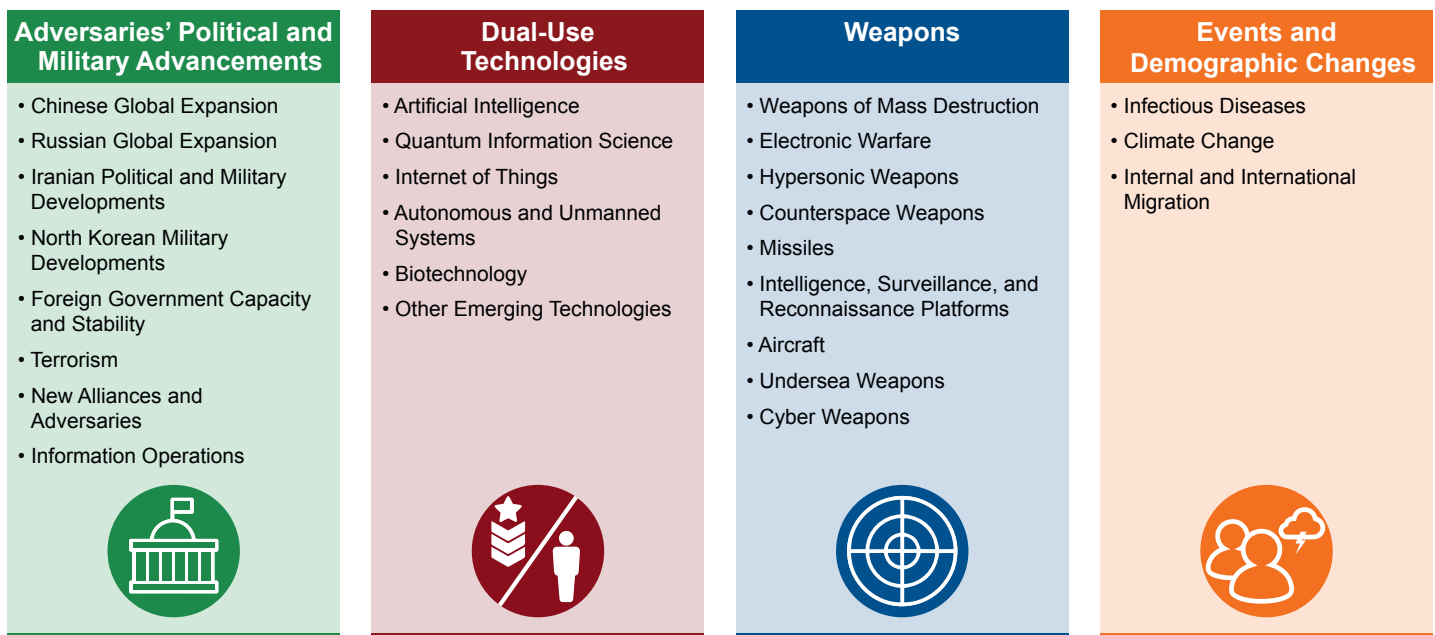 Adversaries’ Political and
Military Advancements
• Chinese Global Expansion
• Russian Global Expansion
• Iranian Political and Military
Developments
• North Korean Military
Developments
• Foreign Government Capacity
and Stability
• Terrorism
• New Alliances and
Adversaries
• Information Operations
Dual-Use
Technologies
• Artificial Intelligence
• Quantum Information Science
• Internet of Things
• Autonomous and Unmanned
Systems
• Biotechnology
• Other Emerging Technologies
Weapons
• Weapons of Mass Destruction
• Electronic Warfare
• Hypersonic Weapons
• Counterspace Weapons
• Missiles
• Intelligence, Surveillance, and
Reconnaissance Platforms
• Aircraft
• Undersea Weapons
• Cyber Weapons
Events and
Demographic Changes
• Infectious Diseases
• Climate Change
• Internal and International
Migration